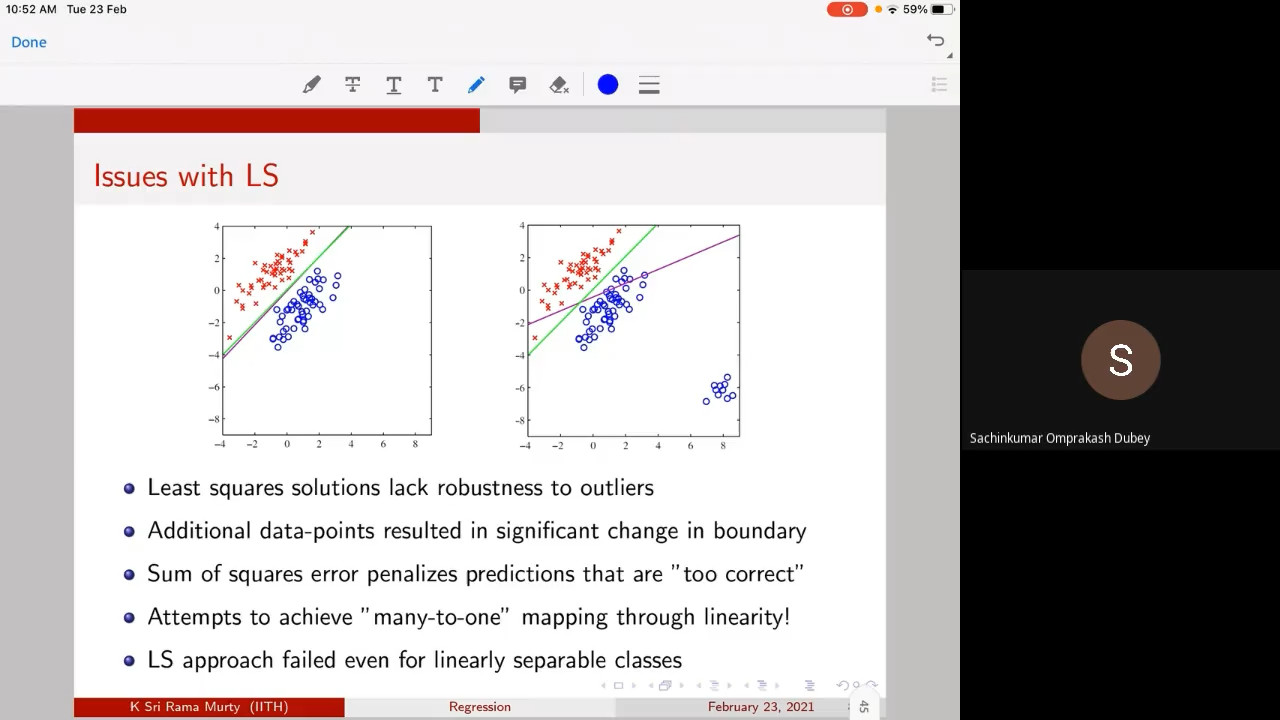 10:52 AM Tue 23 Feb
59%
Done
T T T
Issues with LS
4 4
2 2
0 0
−2 −2
−4 −4
−6 −6
−8 −8
−4 −2 0 2 4 6 8 −4 −2 0 2 4 6 8
Least squares solutions lack robustness to outliers
Additional data-points resulted in significant change in boundary
Sum of squares error penalizes predictions that are "too correct"
Attempts to achieve "many-to-one" mapping through linearity!
LS approach failed even for linearly separable classes
K Sri Rama Murty (IITH) Regression February 23, 2021
45
S
Sachinkumar Omprakash Dubey